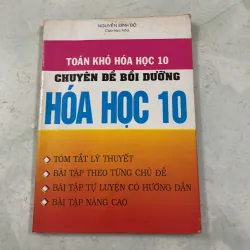 NGUYỄN ĐÌNH ĐỘ
TOÁN KHÓ HÓA HỌC 10
CHUYÊN ĐỀ BỒI DƯỠNG
HÓA HỌC 10
TÓM TẮT LÝ THUYẾT
BÀI TẬP THEO TỪNG CHỦ ĐỀ
BÀI TẬP TỰ LUYỆN CÓ HƯỚNG DẪN
BÀI TẬP NÂNG CAO